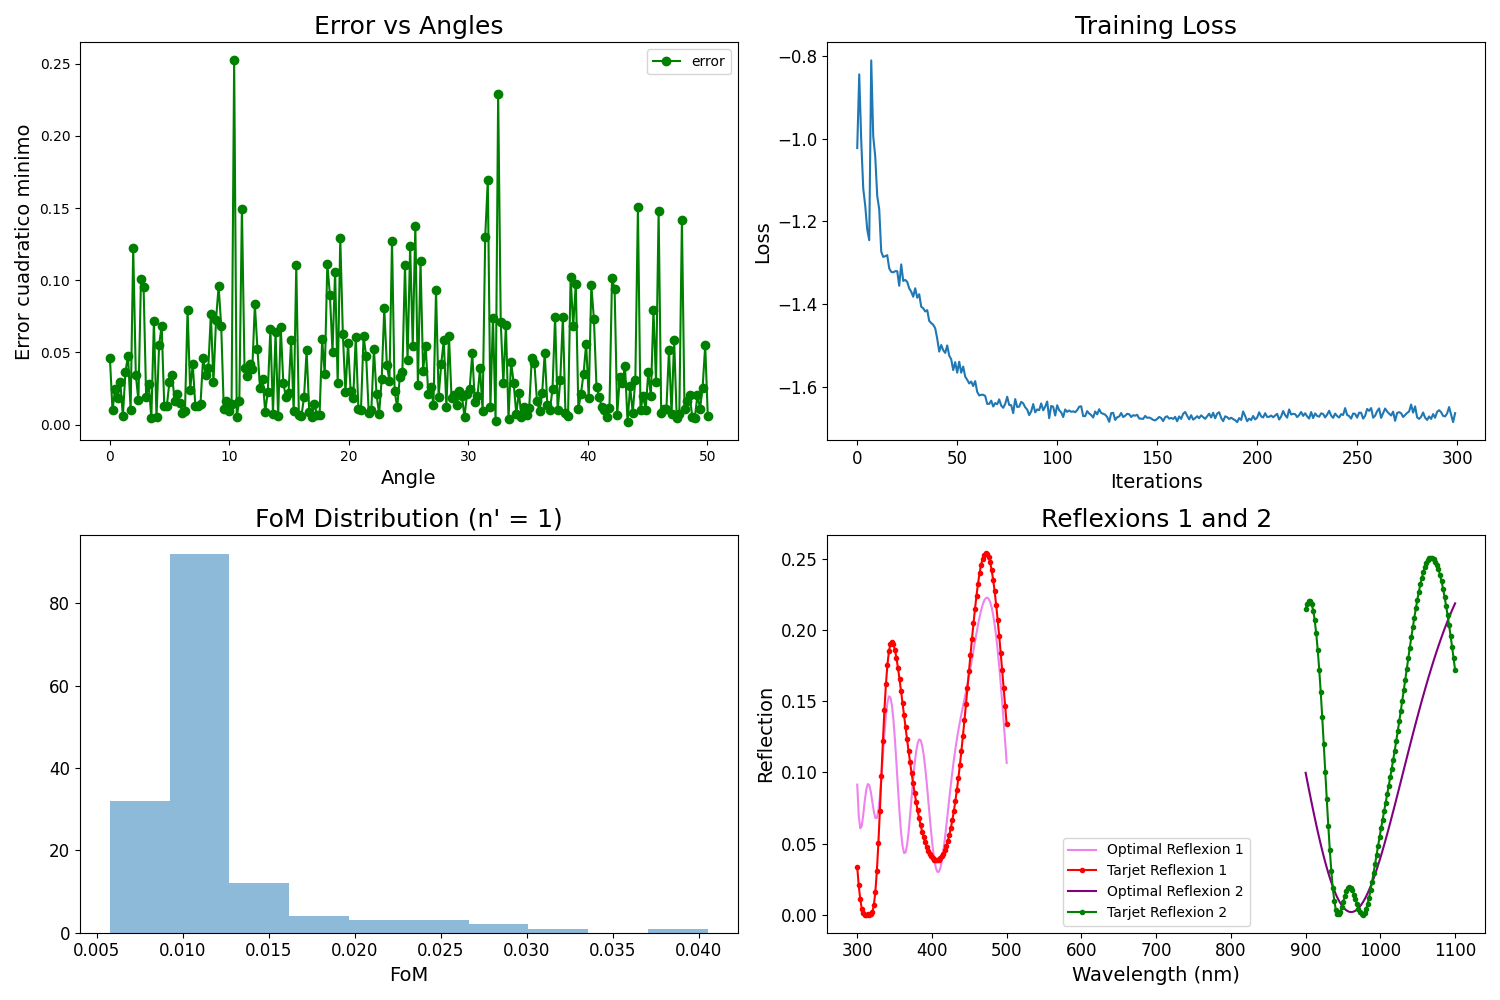 Error vs Angles
error
0.25
0.20
0.15
0.10
0.05
0.00
Error cuadratico minimo
0 10 20 30 40 50
Angle
Training Loss
−0.8
−1.0
−1.2
−1.4
−1.6
Loss
0 50 100 150 200 250 300
Iterations
FoM Distribution (n' = 1)
80
60
40
20
0
0.005 0.010 0.015 0.020 0.025 0.030 0.035 0.040
FoM
Reflexions 1 and 2
0.25
0.20
0.15
0.10
0.05
0.00
Reflection
Optimal Reflexion 1
Tarjet Reflexion 1
Optimal Reflexion 2
Tarjet Reflexion 2
300 400 500 600 700 800 900 1000 1100
Wavelength (nm)